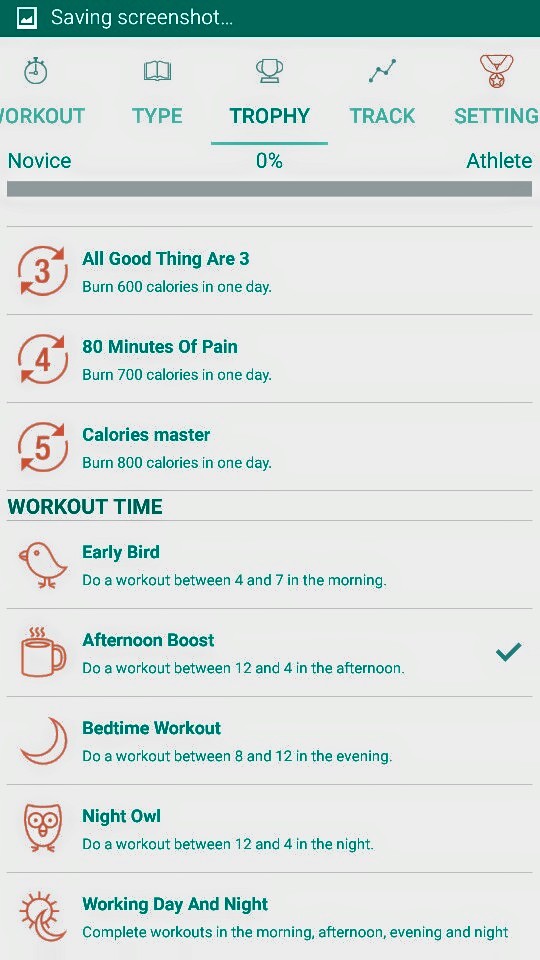 Saving screenshot...
WORKOUT TYPE TROPHY TRACK SETTING
Novice 0% Athlete
3
All Good Thing Are 3
Burn 600 calories in one day.
4
80 Minutes Of Pain
Burn 700 calories in one day.
5
Calories master
Burn 800 calories in one day.
WORKOUT TIME
Early Bird
Do a workout between 4 and 7 in the morning.
Afternoon Boost
Do a workout between 12 and 4 in the afternoon.
Bedtime Workout
Do a workout between 8 and 12 in the evening.
Night Owl
Do a workout between 12 and 4 in the night.
Working Day And Night
Complete workouts in the morning, afternoon, evening and night